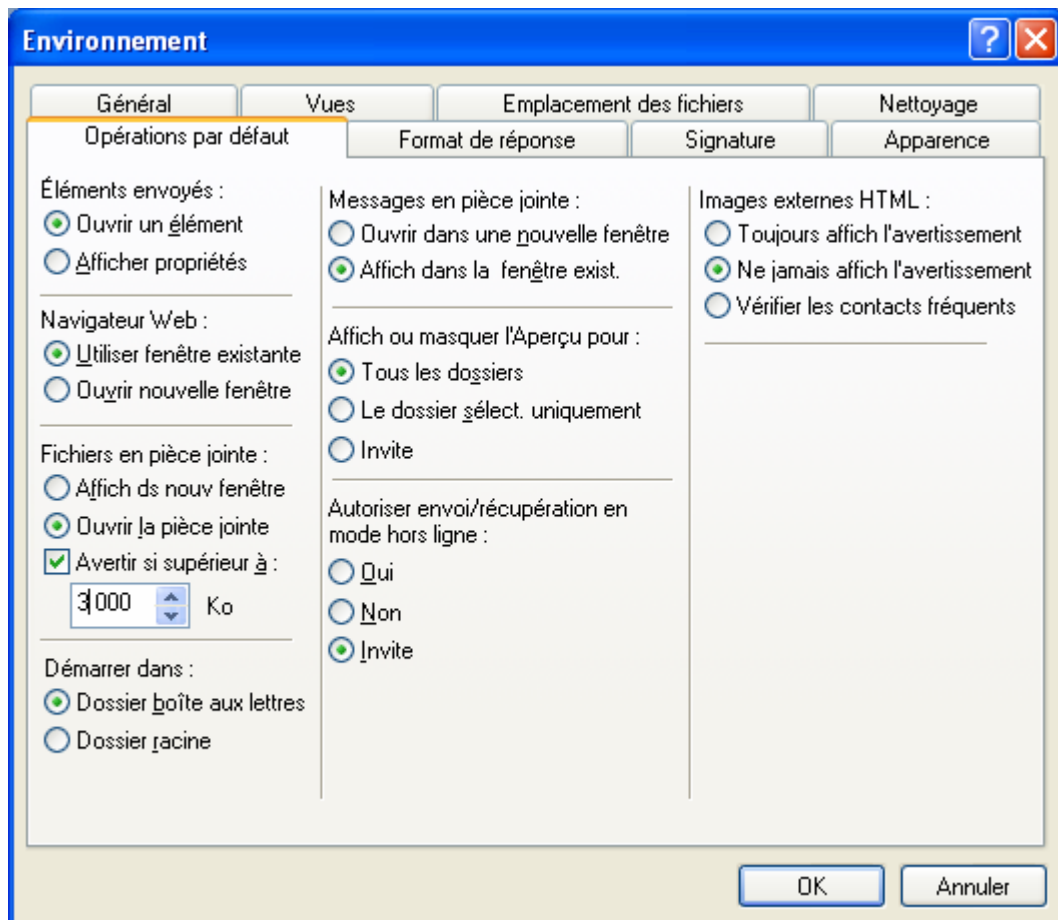 Environnement
Général
Vues
Emplacement des fichiers
Nettoyage
Opérations par défaut
Format de réponse
Signature
Apparence
Éléments envoyés :
Ouvrir un élément
Afficher propriétés
Navigateur Web :
Utiliser fenêtre existante
Ouvrir nouvelle fenêtre
Fichiers en pièce jointe :
Affich ds nouv fenêtre
Ouvrir la pièce jointe
Avertir si supérieur à :
3 000 Ko
Démarrer dans :
Dossier boîte aux lettres
Dossier racine
Messages en pièce jointe :
Ouvrir dans une nouvelle fenêtre
Affich dans la fenêtre exist.
Affich ou masquer l'Aperçu pour :
Tous les dossiers
Le dossier sélect. uniquement
Invite
Autoriser envoi/récupération en
mode hors ligne :
Oui
Non
Invite
Images externes HTML :
Toujours affich l'avertissement
Ne jamais affich l'avertissement
Vérifier les contacts fréquents
OK
Annuler